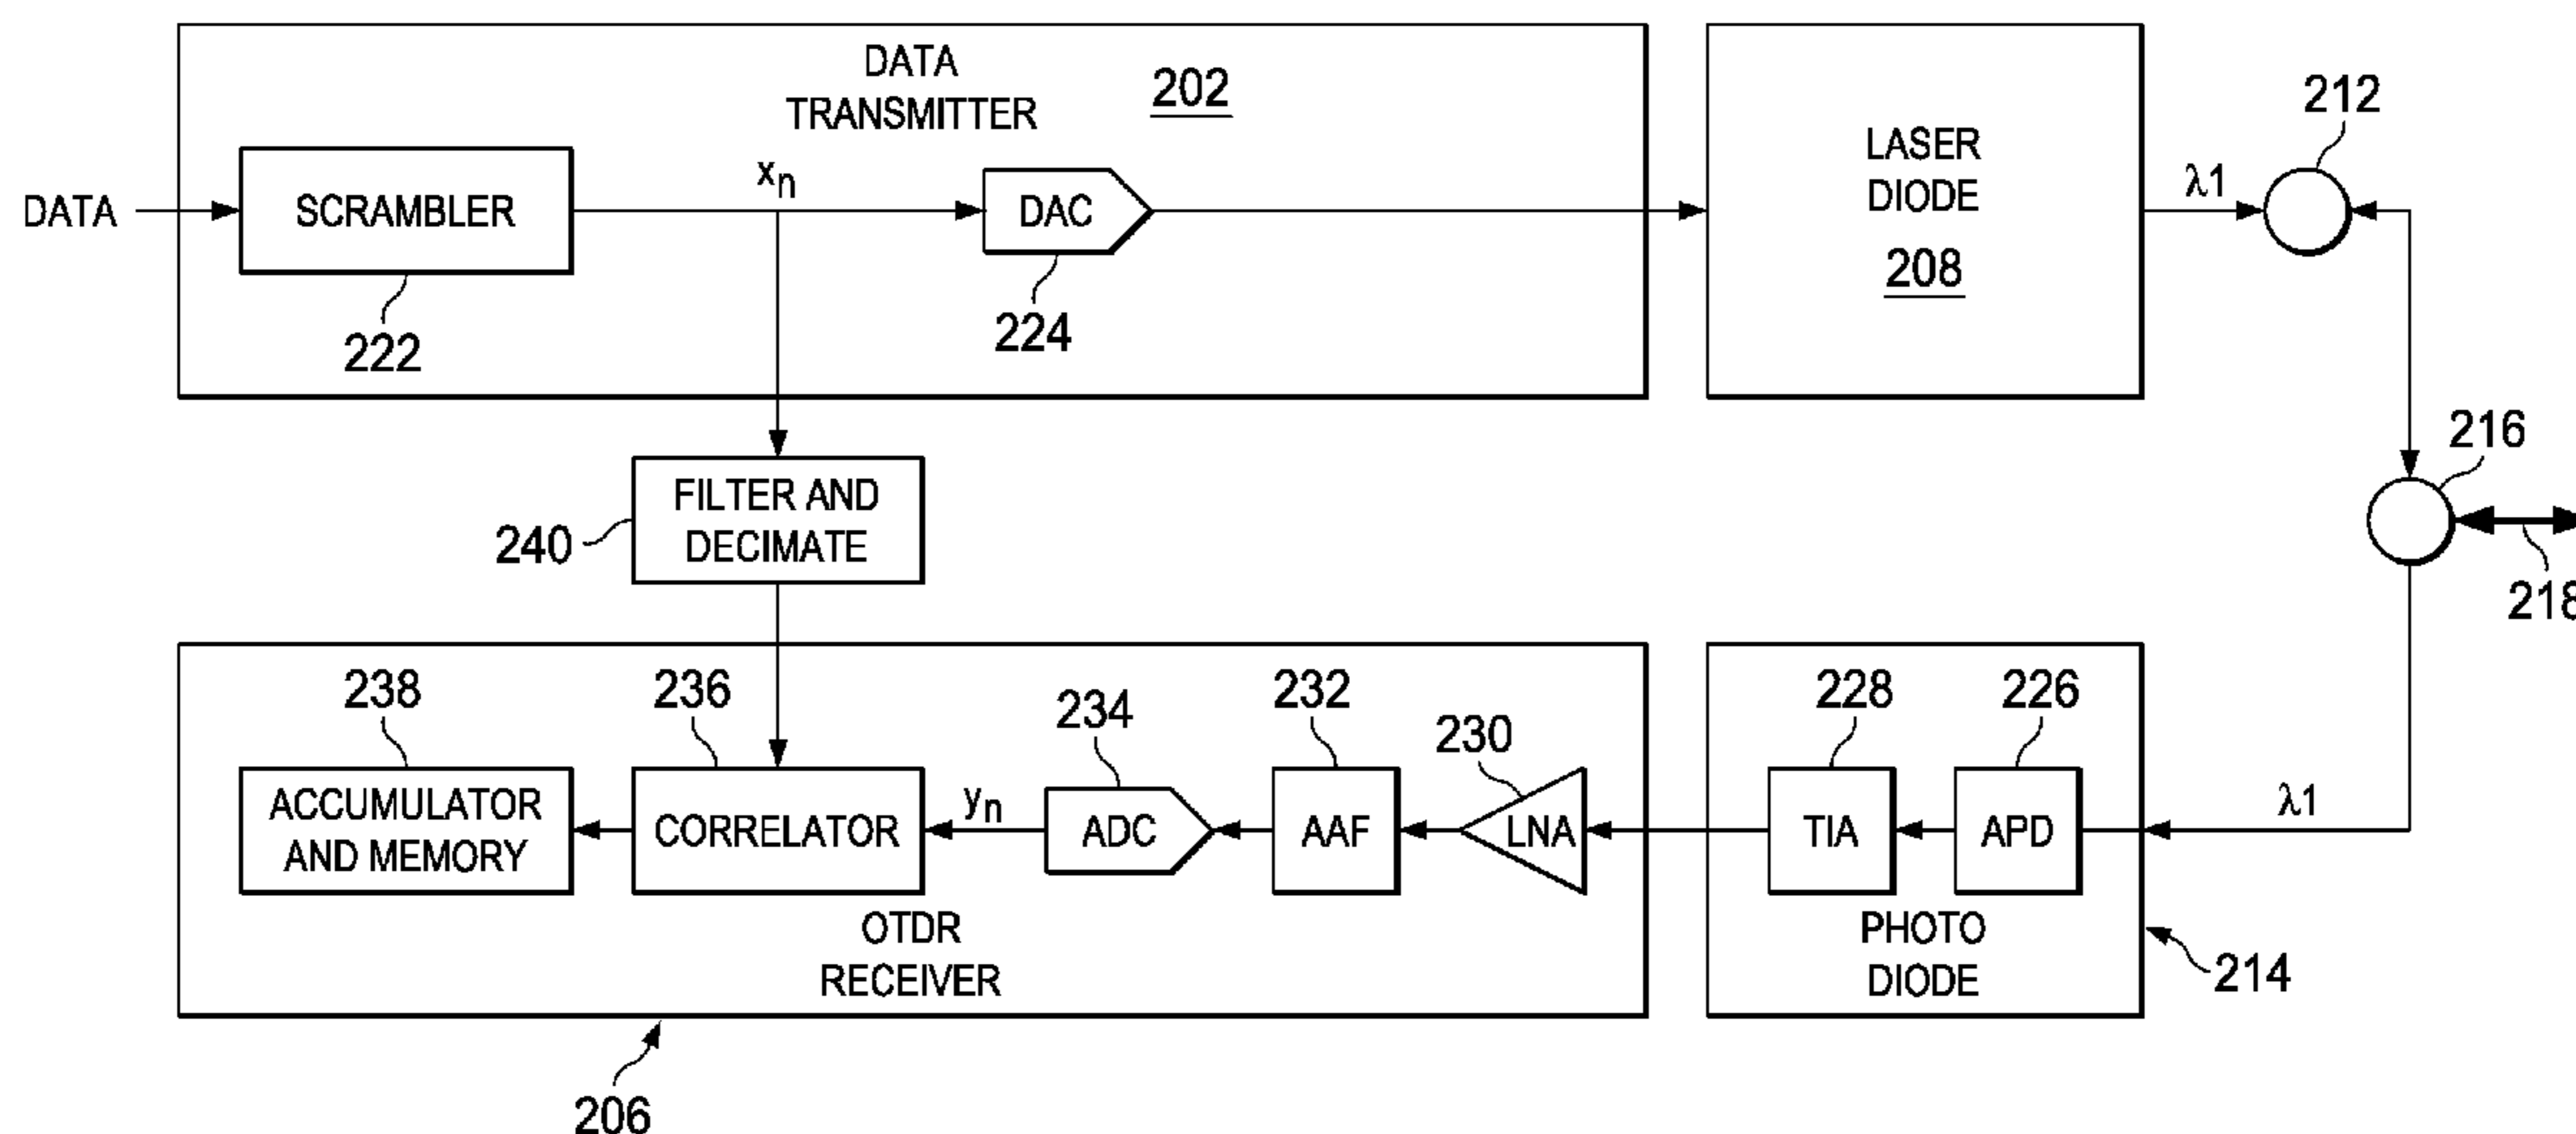 DATA
TRANSMITTER
202
LASER
DIODE
208
212
λ1
DATA
SCRAMBLER
xn
DAC
222
224
216
218
FILTER AND
DECIMATE
240
238
236
234
232
230
228
226
λ1
ACCUMULATOR
AND MEMORY
CORRELATOR
yn
ADC
AAF
LNA
TIA
APD
OTDR
RECEIVER
PHOTO
DIODE
214
206